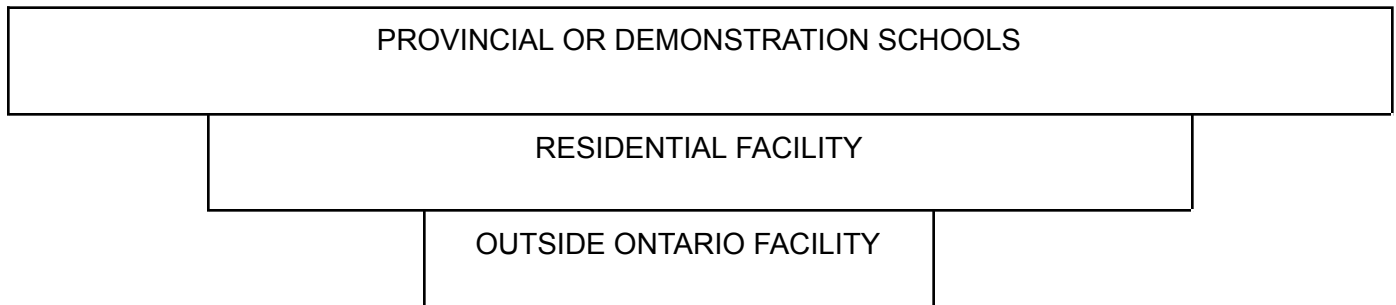 PROVINCIAL OR DEMONSTRATION SCHOOLS
RESIDENTIAL FACILITY
OUTSIDE ONTARIO FACILITY